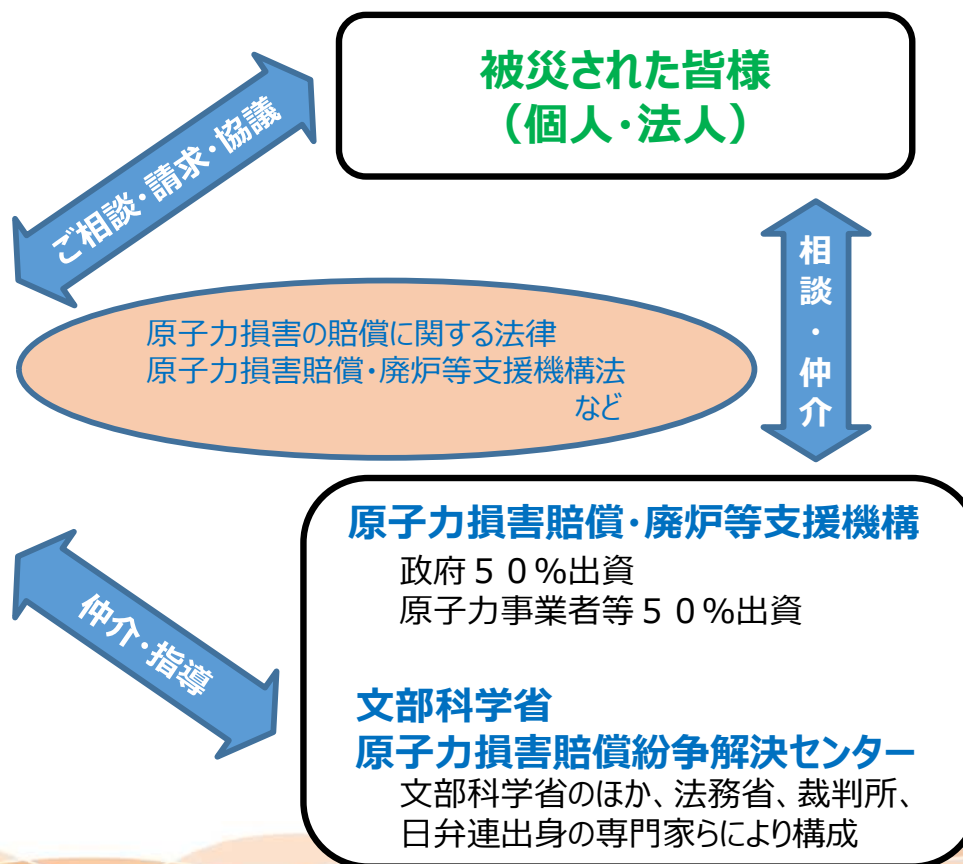 被災された皆様
（個人・法人）
ご相談・請求・協議
相談・仲介
原子力損害の賠償に関する法律
原子力損害賠償・廃炉等支援機構法
など
仲介・指導
原子力損害賠償・廃炉等支援機構
政府５０％出資
原子力事業者等５０％出資
文部科学省
原子力損害賠償紛争解決センター
文部科学省のほか、法務省、裁判所、
日弁連出身の専門家らにより構成